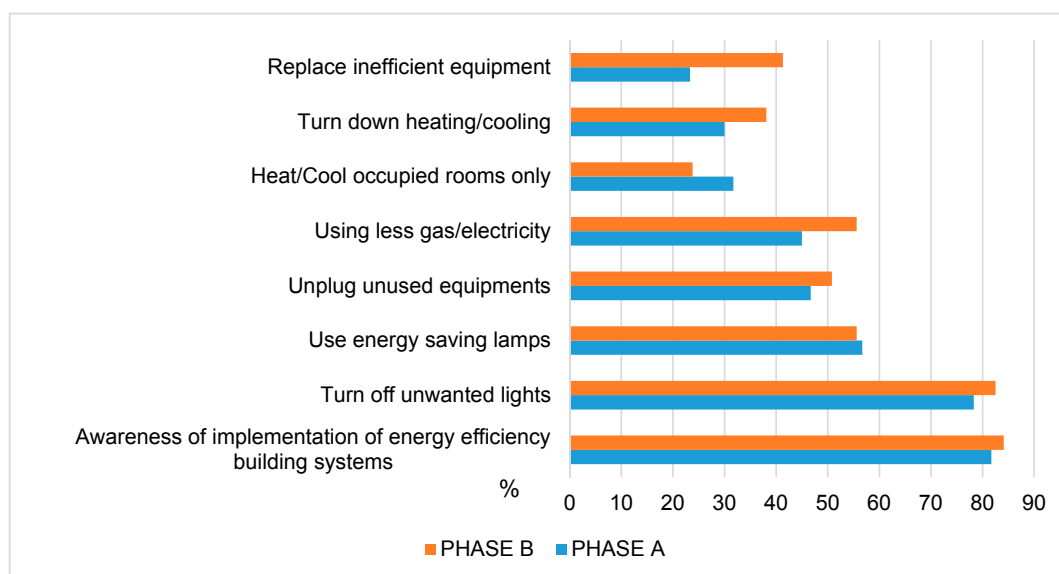 Replace inefficient equipment
Turn down heating/cooling
Heat/Cool occupied rooms only
Using less gas/electricity
Unplug unused equipments
Use energy saving lamps
Turn off unwanted lights
Awareness of implementation of energy efficiency
building systems
%
0 10 20 30 40 50 60 70 80 90
PHASE B PHASE A